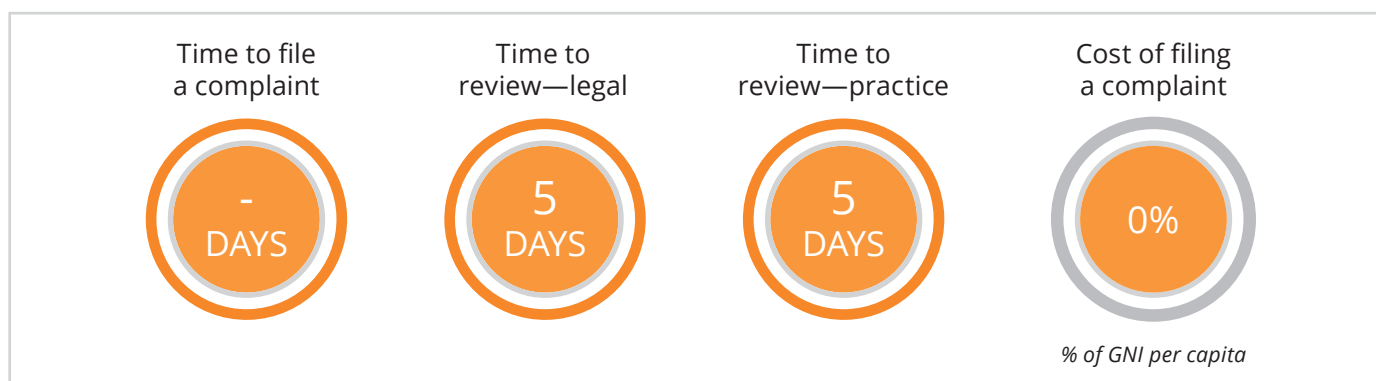 Time to file
a complaint
-
DAYS
Time to
review—legal
5
DAYS
Time to
review—practice
5
DAYS
Cost of filing
a complaint
0%
% of GNI per capita